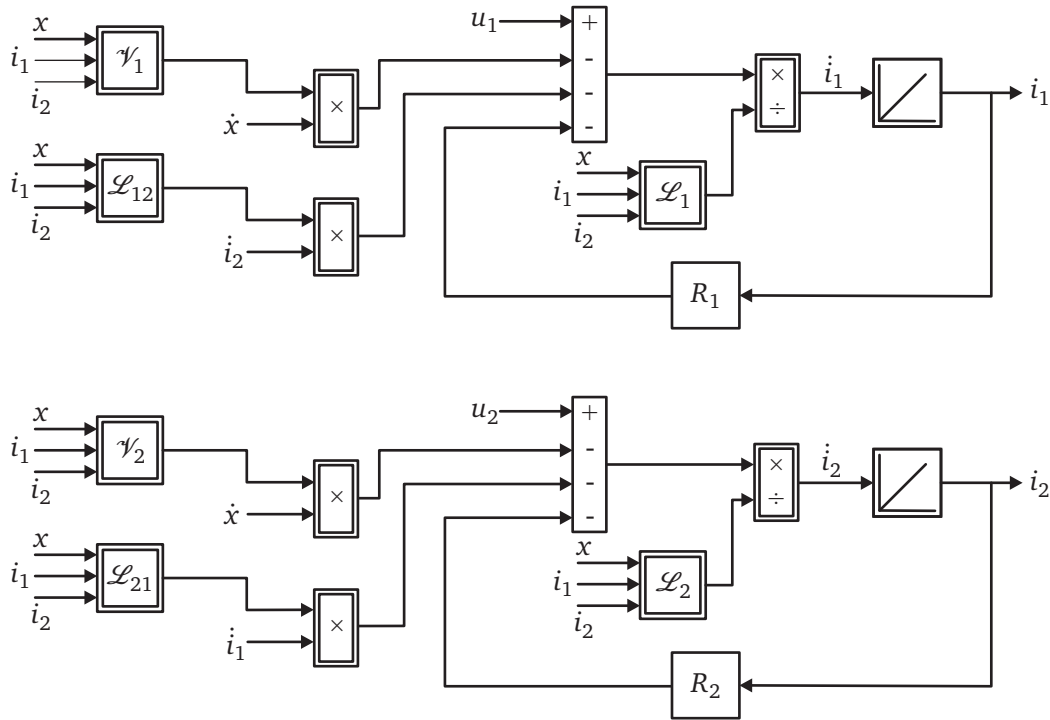 x
i₁
i₂
𝒱₁
ẋ
×
x
i₁
i₂
ℒ₁₂
i̇₂
×
u₁
+
-
-
-
x
i₁
i₂
ℒ₁
×
÷
i̇₁
i₁
R₁
x
i₁
i₂
𝒱₂
ẋ
×
x
i₁
i₂
ℒ₂₁
i̇₁
×
u₂
+
-
-
-
x
i₁
i₂
ℒ₂
×
÷
i̇₂
i₂
R₂